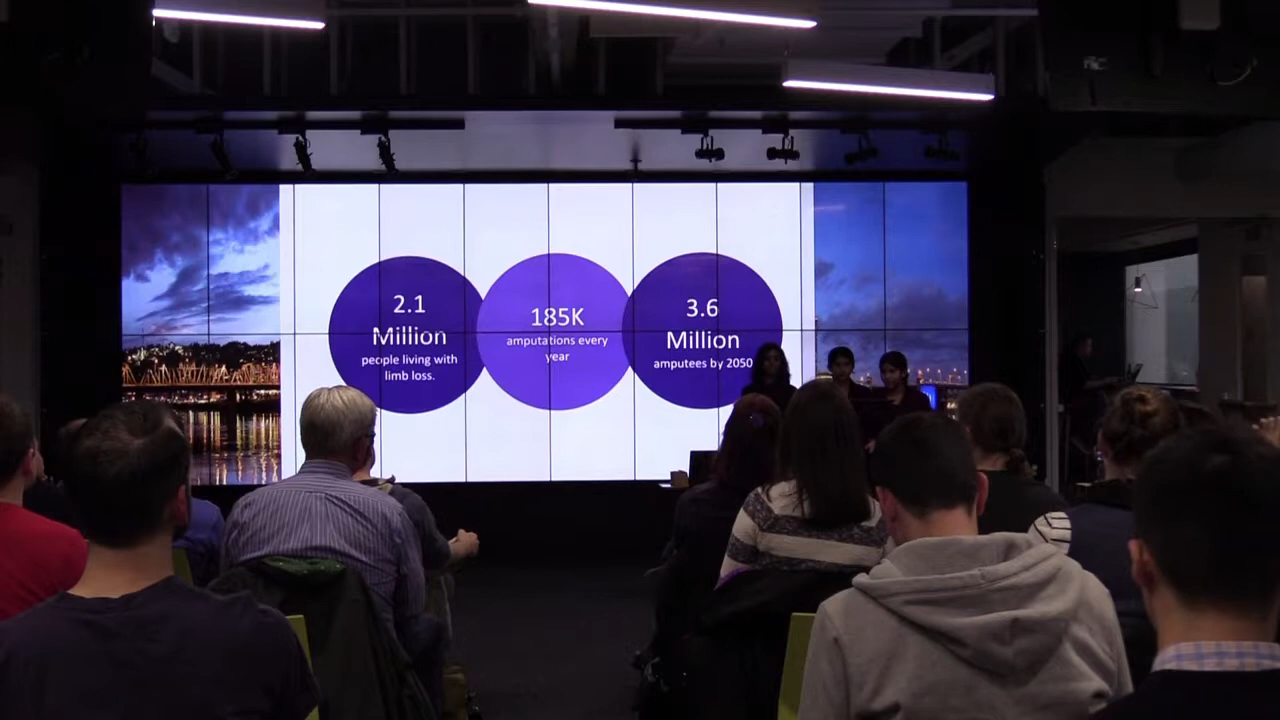 2.1
Million
people living with
limb loss.
185K
amputations every
year
3.6
Million
amputees by 2050